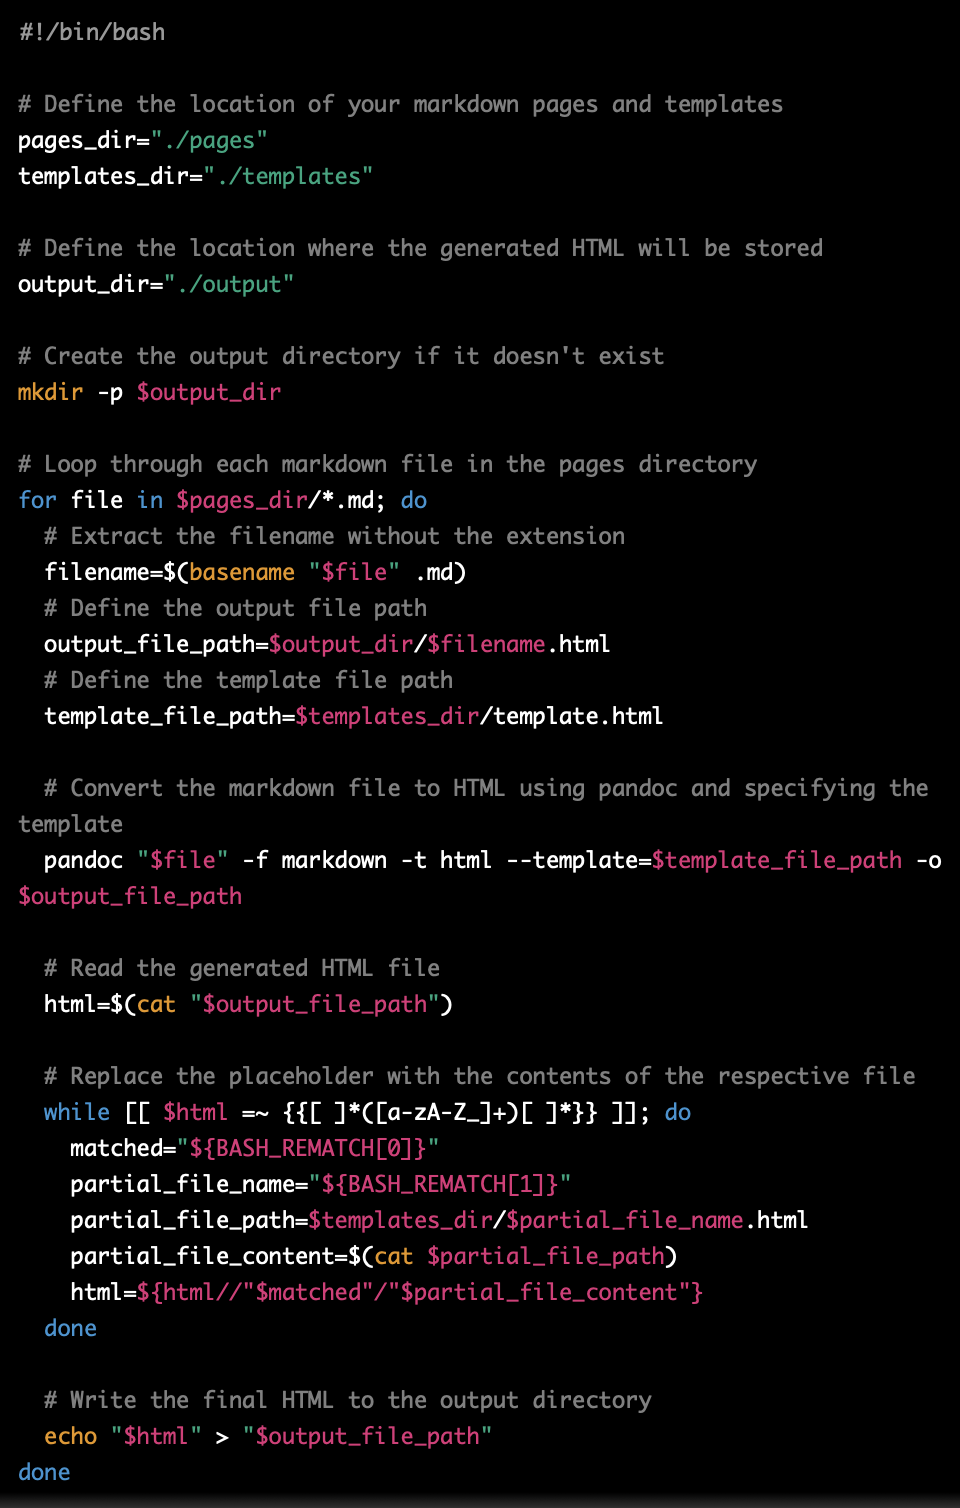 #!/bin/bash

# Define the location of your markdown pages and templates
pages_dir="./pages"
templates_dir="./templates"

# Define the location where the generated HTML will be stored
output_dir="./output"

# Create the output directory if it doesn't exist
mkdir -p $output_dir

# Loop through each markdown file in the pages directory
for file in $pages_dir/*.md; do
  # Extract the filename without the extension
  filename=$(basename "$file" .md)
  # Define the output file path
  output_file_path=$output_dir/$filename.html
  # Define the template file path
  template_file_path=$templates_dir/template.html

  # Convert the markdown file to HTML using pandoc and specifying the
template
  pandoc "$file" -f markdown -t html --template=$template_file_path -o
$output_file_path

  # Read the generated HTML file
  html=$(cat "$output_file_path")

  # Replace the placeholder with the contents of the respective file
  while [[ $html =~ {{[ ]*([a-zA-Z_]+)[ ]*}} ]]; do
    matched="${BASH_REMATCH[0]}"
    partial_file_name="${BASH_REMATCH[1]}"
    partial_file_path=$templates_dir/$partial_file_name.html
    partial_file_content=$(cat $partial_file_path)
    html=${html//"$matched"/"$partial_file_content"}
  done

  # Write the final HTML to the output directory
  echo "$html" > "$output_file_path"
done